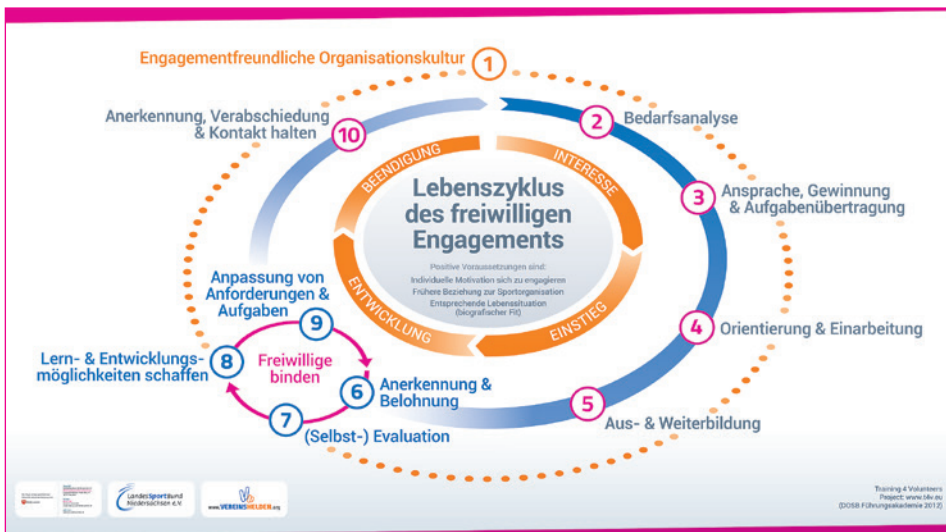 Engagementfreundliche Organisationskultur
1
2
Bedarfsanalyse
3
Ansprache, Gewinnung
& Aufgabenübertragung
4
Orientierung & Einarbeitung
5
Aus- & Weiterbildung
6
Anerkennung &
Belohnung
7
(Selbst-) Evaluation
8
Lern- & Entwicklungs-
möglichkeiten schaffen
9
Anpassung von
Anforderungen &
Aufgaben
Freiwillige
binden
10
Anerkennung, Verabschiedung
& Kontakt halten
INTERESSE
EINSTIEG
ENTWICKLUNG
BEENDIGUNG
Lebenszyklus
des freiwilligen
Engagements
Positive Voraussetzungen sind:
Individuelle Motivation sich zu engagieren
Frühere Beziehung zur Sportorganisation
Entsprechende Lebenssituation
(biografischer Fit)
LandesSportBund
Niedersachsen e.V.
www.VEREINSHELDEN.org
Training 4 Volunteers
Project: www.t4v.eu
(DOSB Führungsakademie 2012)